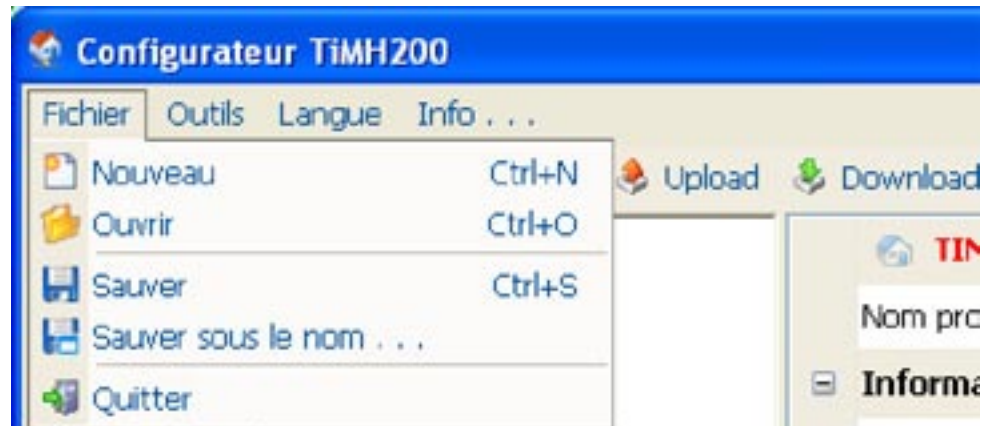 Configurateur TiMH200
Fichier Outils Langue Info . . .
Nouveau Ctrl+N
Upload Download
Ouvrir Ctrl+O
Sauver Ctrl+S
Sauver sous le nom . . .
Nom
Quitter